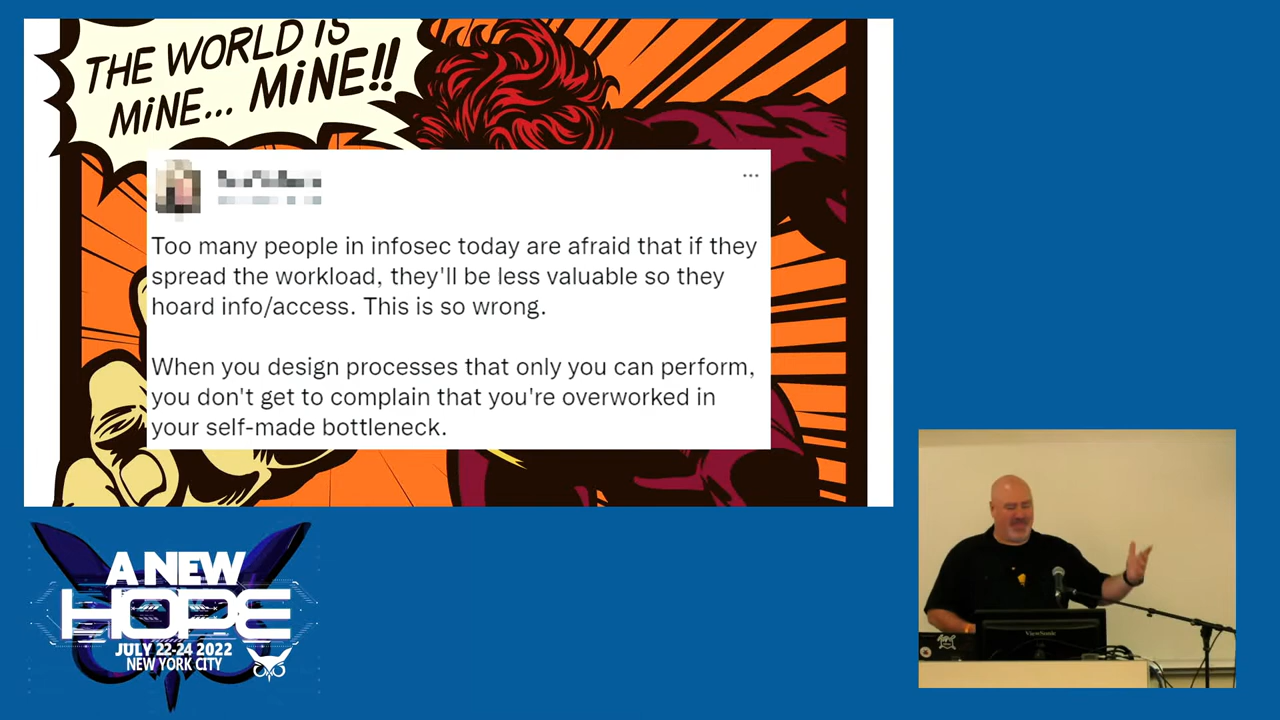 THE WORLD IS
MINE... MINE!!
...
Too many people in infosec today are afraid that if they
spread the workload, they'll be less valuable so they
hoard info/access. This is so wrong.
When you design processes that only you can perform,
you don't get to complain that you're overworked in
your self-made bottleneck.
A NEW
HOPE
JULY 22-24 2022
NEW YORK CITY
ViewSonic